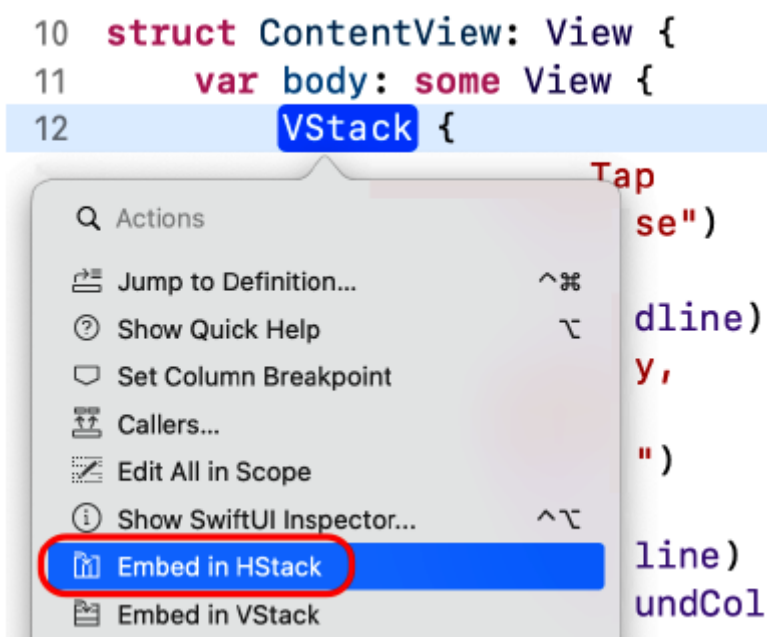 10 struct ContentView: View {
11 var body: some View {
12 VStack {
Tap
Actions
se")
Jump to Definition... ^⌘
dline)
Show Quick Help ⌥
y,
Set Column Breakpoint
Callers...
")
Edit All in Scope
Show SwiftUI Inspector... ^⌥
line)
Embed in HStack
undCol
Embed in VStack